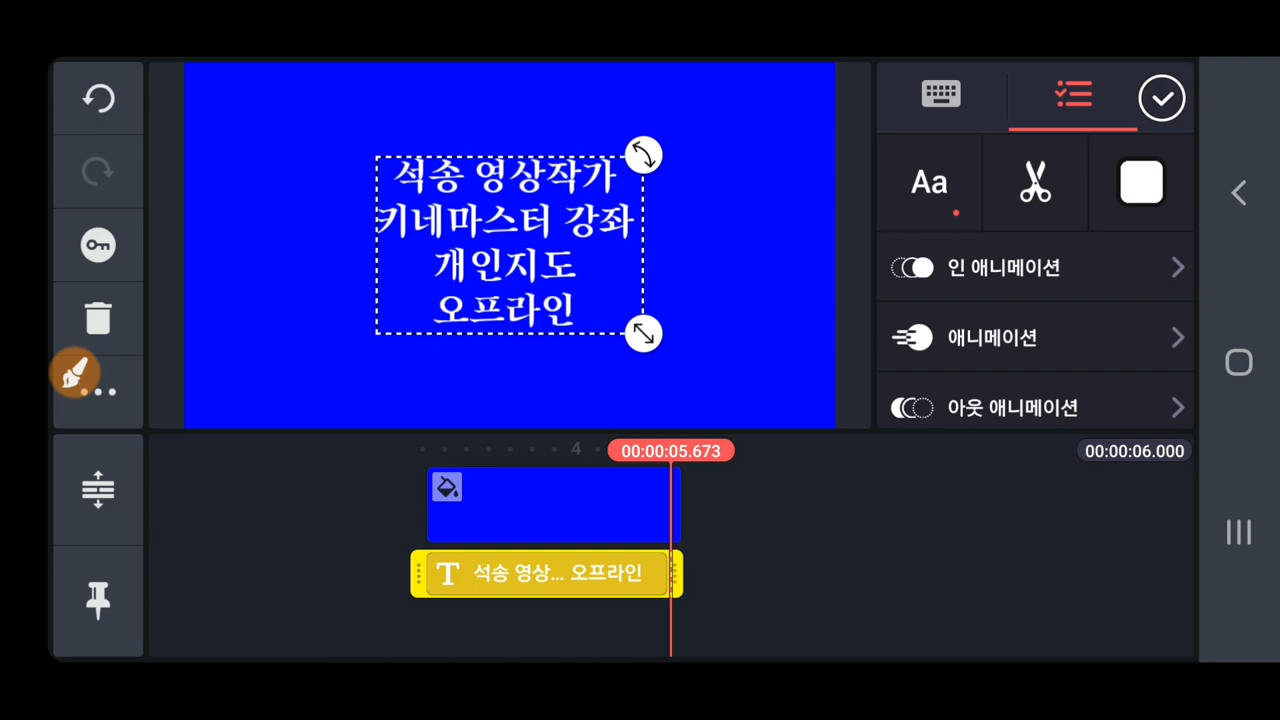 석송 영상작가
키네마스터 강좌
개인지도
오프라인
Aa
인 애니메이션
애니메이션
아웃 애니메이션
4
00:00:05.673
00:00:06.000
T 석송 영상... 오프라인